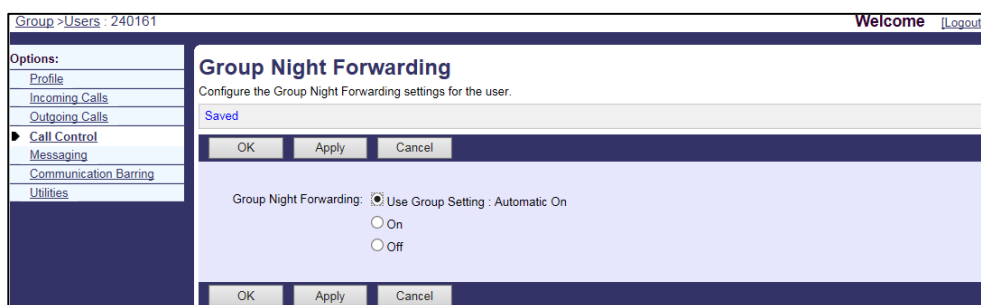 Group >Users : 240161
Welcome [Logout
Options:
Profile
Incoming Calls
Outgoing Calls
Call Control
Messaging
Communication Barring
Utilities
Group Night Forwarding
Configure the Group Night Forwarding settings for the user.
Saved
OK Apply Cancel
Group Night Forwarding: Use Group Setting : Automatic On
On
Off
OK Apply Cancel